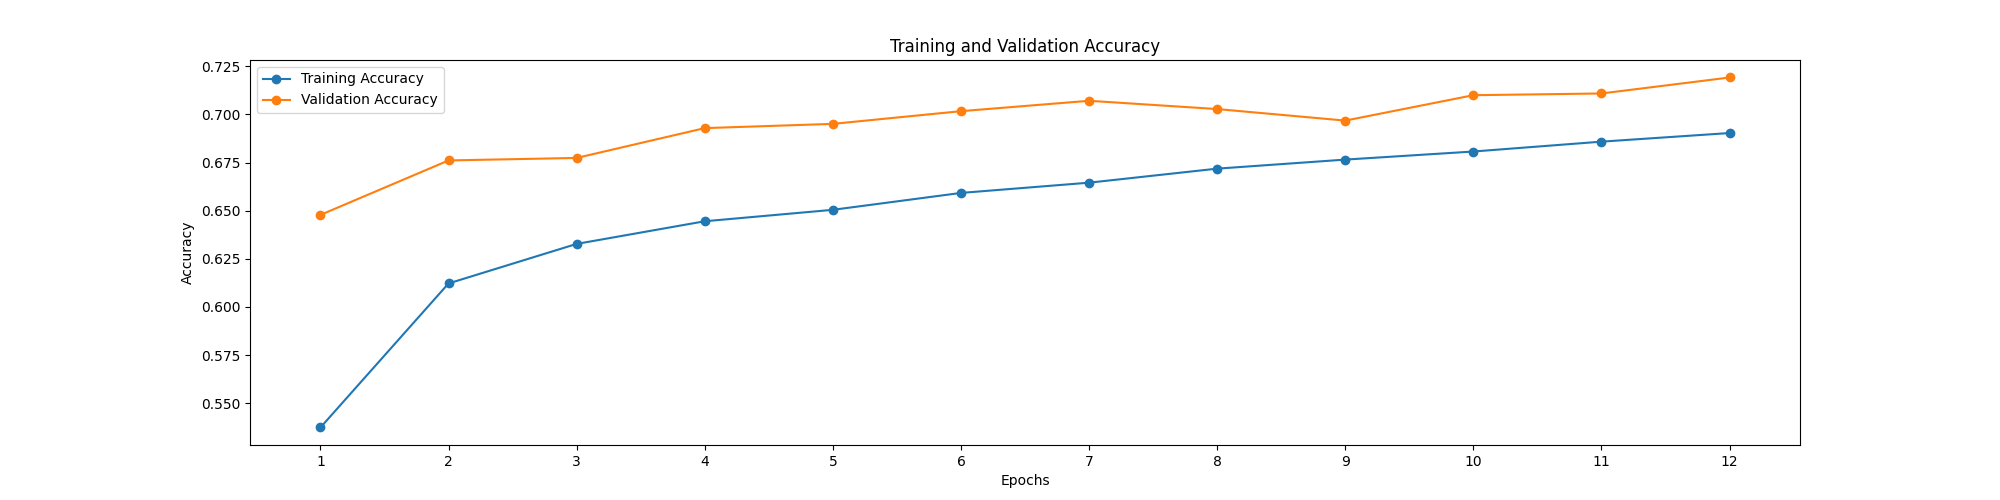 Training and Validation Accuracy
Training Accuracy
Validation Accuracy
Accuracy
0.725
0.700
0.675
0.650
0.625
0.600
0.575
0.550
1 2 3 4 5 6 7 8 9 10 11 12
Epochs